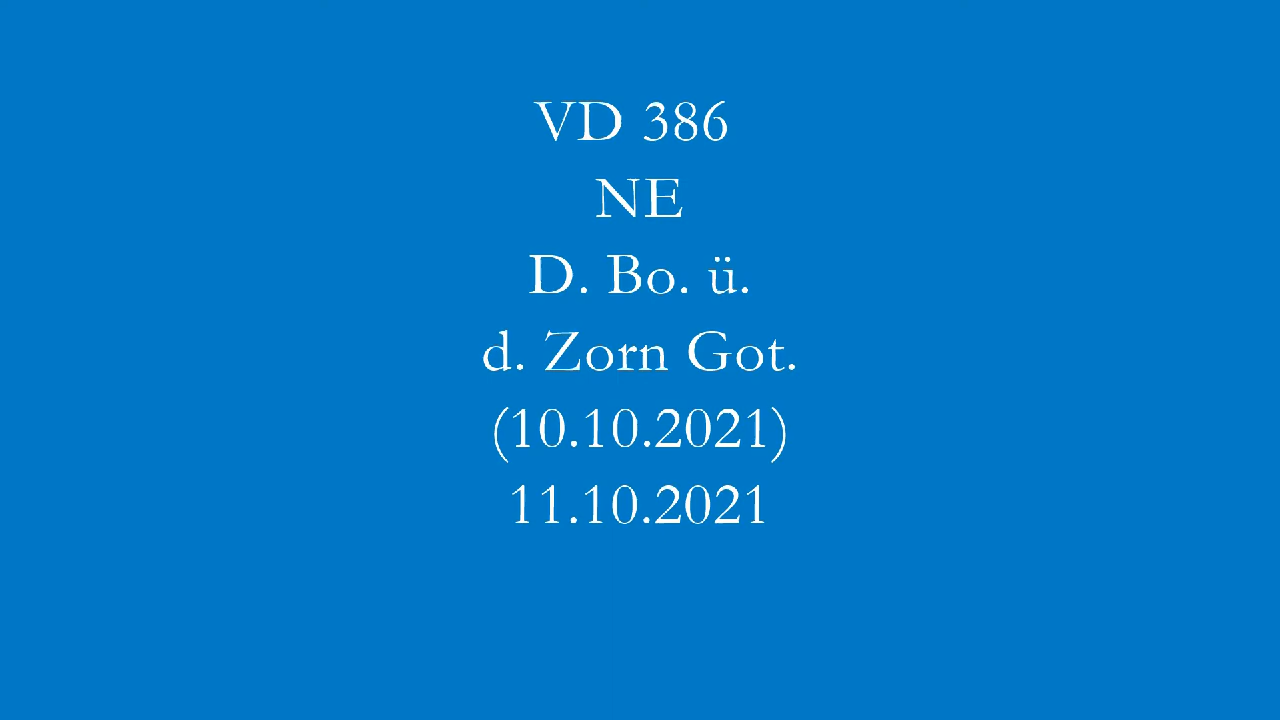 VD 386
NE
D. Bo. ü.
d. Zorn Got.
(10.10.2021)
11.10.2021